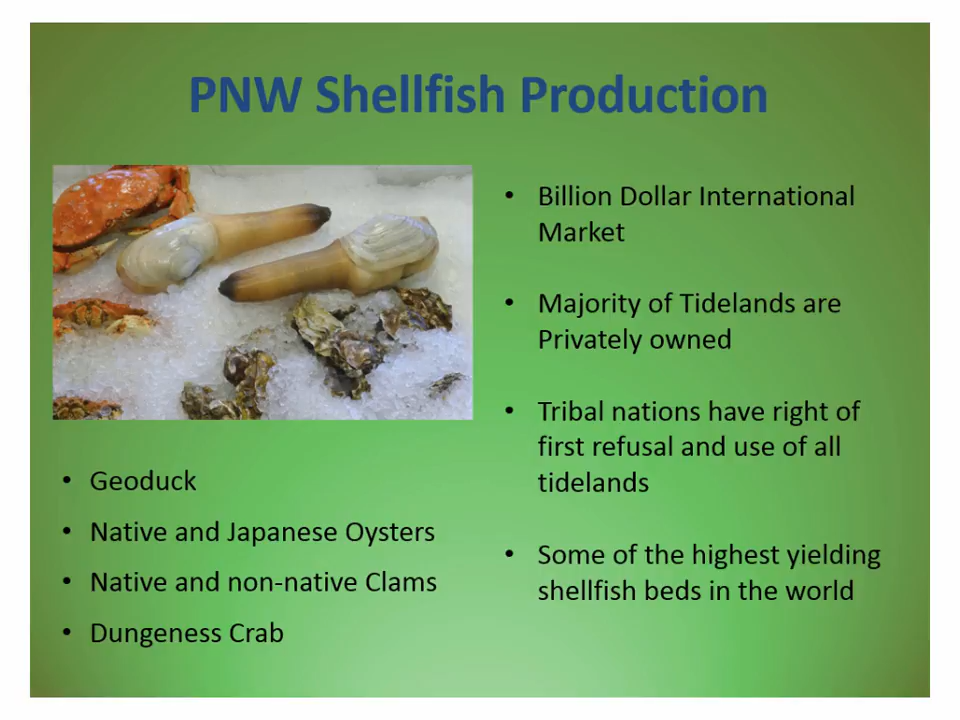 PNW Shellfish Production
• Geoduck
• Native and Japanese Oysters
• Native and non-native Clams
• Dungeness Crab
• Billion Dollar International
Market
• Majority of Tidelands are
Privately owned
• Tribal nations have right of
first refusal and use of all
tidelands
• Some of the highest yielding
shellfish beds in the world